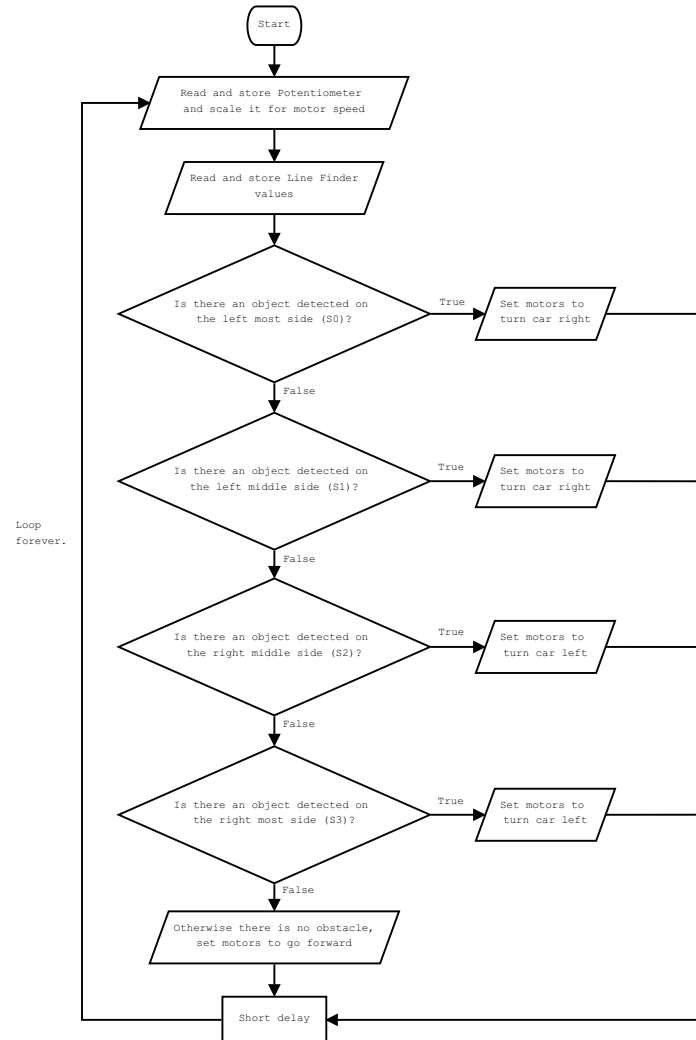 Start
Read and store Potentiometer
and scale it for motor speed
Read and store Line Finder
values
Is there an object detected on
the left most side (S0)?
True
Set motors to
turn car right
False
Is there an object detected on
the left middle side (S1)?
True
Set motors to
turn car right
Loop
forever.
False
Is there an object detected on
the right middle side (S2)?
True
Set motors to
turn car left
False
Is there an object detected on
the right most side (S3)?
True
Set motors to
turn car left
False
Otherwise there is no obstacle,
set motors to go forward
Short delay